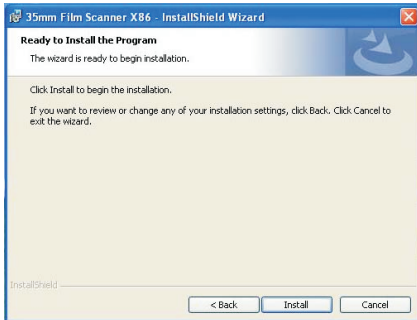 35mm Film Scanner X86 - InstallShield Wizard
Ready to Install the Program
The wizard is ready to begin installation.
Click Install to begin the installation.
If you want to review or change any of your installation settings, click Back. Click Cancel to
exit the wizard.
InstallShield
< Back Install Cancel